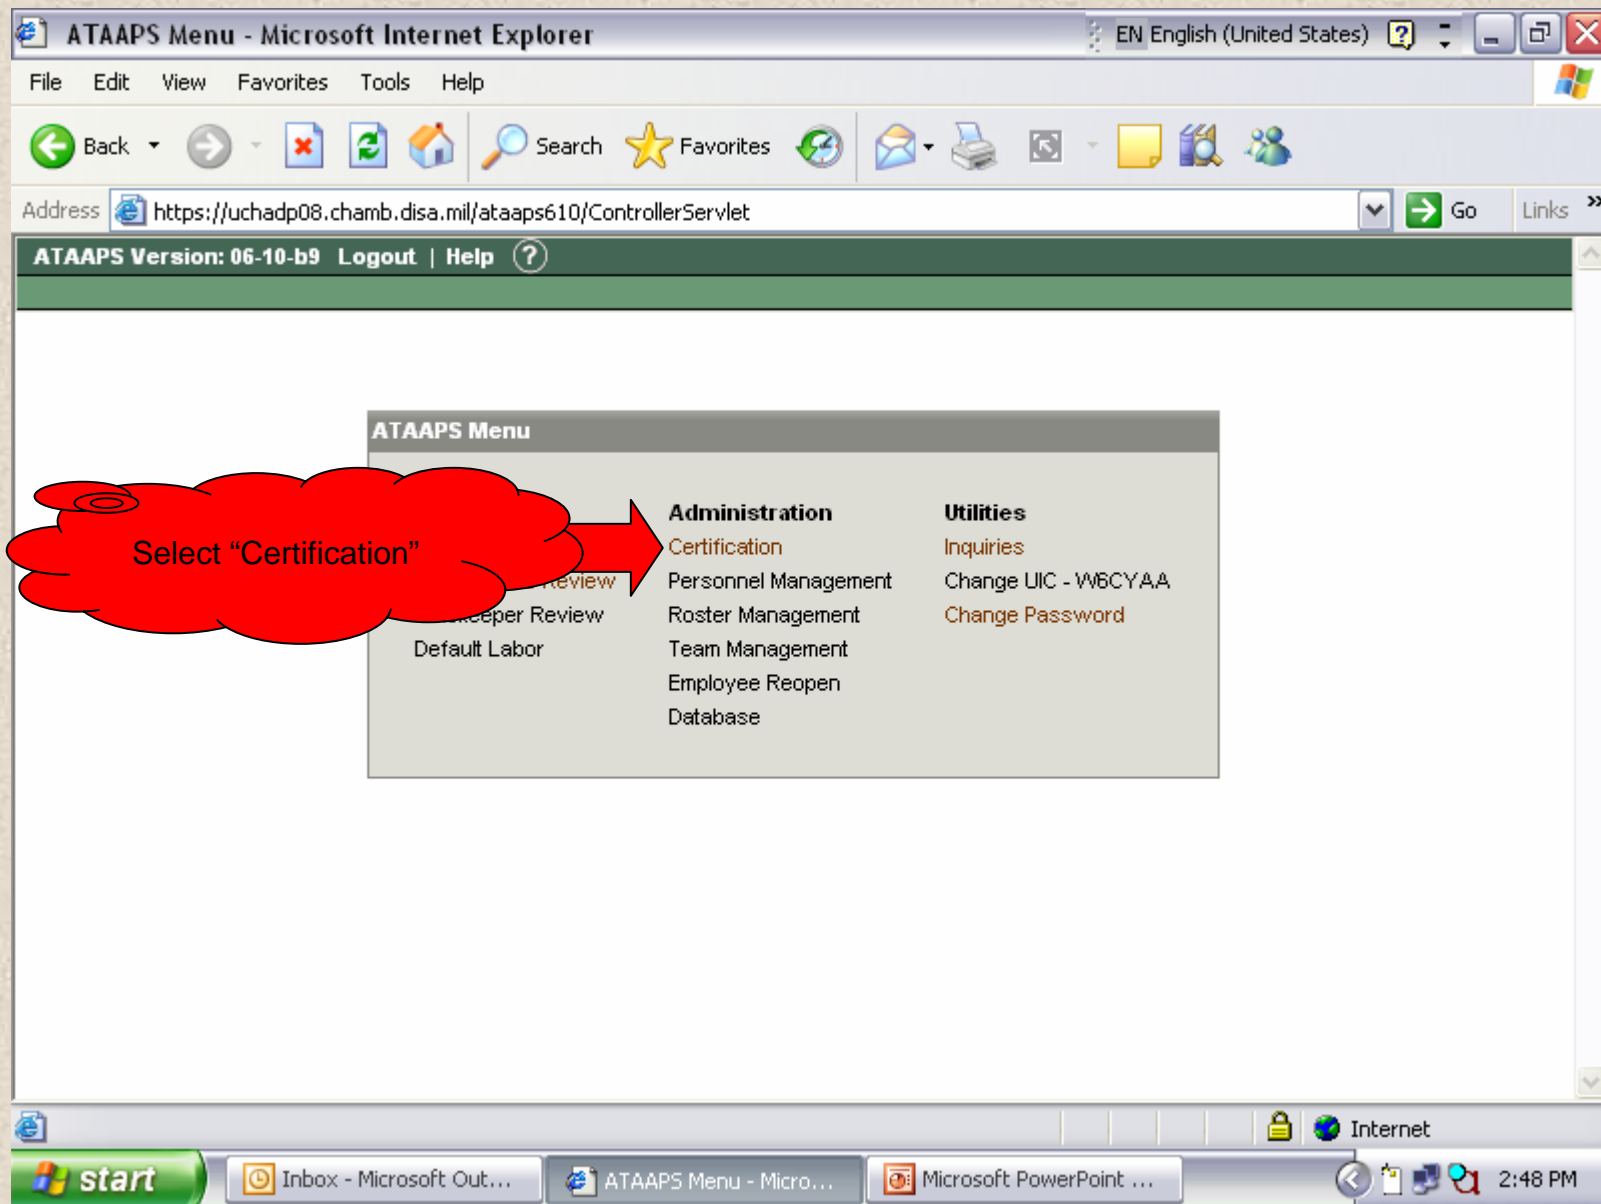 ATAAPS Menu - Microsoft Internet Explorer
EN English (United States)
File Edit View Favorites Tools Help
Back Search Favorites
Address https://uchadp08.chamb.disa.mil/ataaps610/ControllerServlet Go Links »
ATAAPS Version: 06-10-b9 Logout | Help ?
ATAAPS Menu
Select “Certification”
Review
Review
Default Labor
Administration
Certification
Personnel Management
Roster Management
Team Management
Employee Reopen
Database
Utilities
Inquiries
Change UIC - W6CYAA
Change Password
Internet
start Inbox - Microsoft Out... ATAAPS Menu - Micro... Microsoft PowerPoint ... 2:48 PM